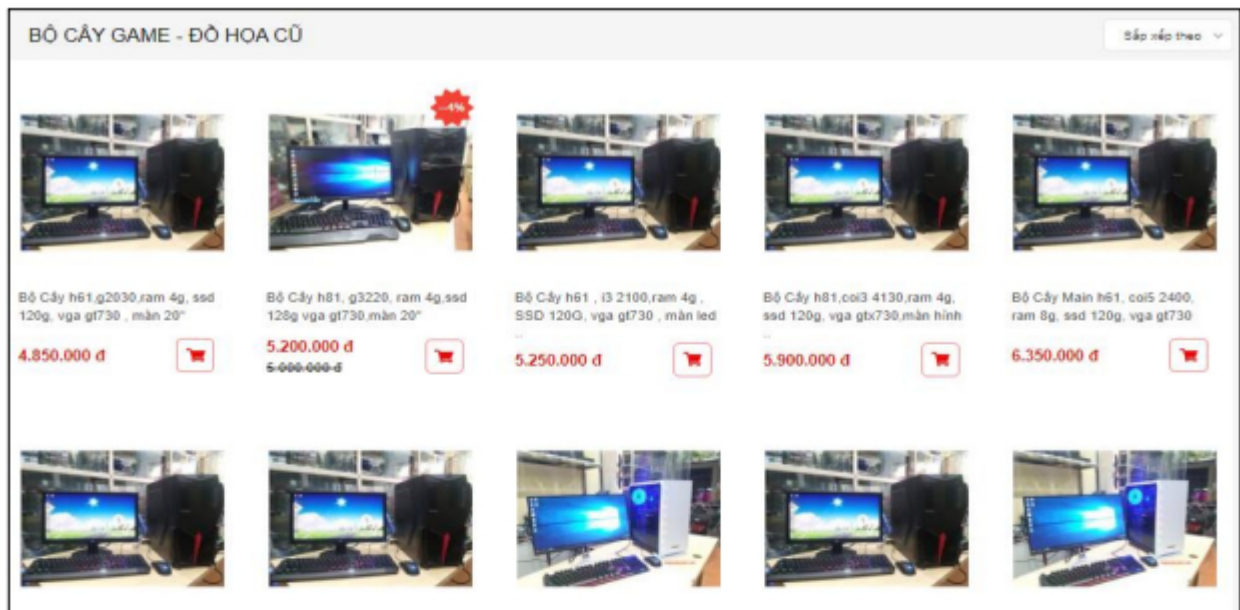 BỘ CÂY GAME - ĐỒ HỌA CŨ
Sắp xếp theo
--4%
Bộ Cây h61,g2030,ram 4g, ssd
120g, vga gt730 , màn 20"
4.850.000 đ
Bộ Cây h81, g3220, ram 4g,ssd
128g vga gt730,màn 20"
5.200.000 đ
5.000.000 đ
Bộ Cây h61 , i3 2100,ram 4g ,
SSD 120G, vga gt730 , màn led
..
5.250.000 đ
Bộ Cây h81,coi3 4130,ram 4g,
ssd 120g, vga gtx730,màn hình
..
5.900.000 đ
Bộ Cây Main h61, coi5 2400,
ram 8g, ssd 120g, vga gt730
6.350.000 đ